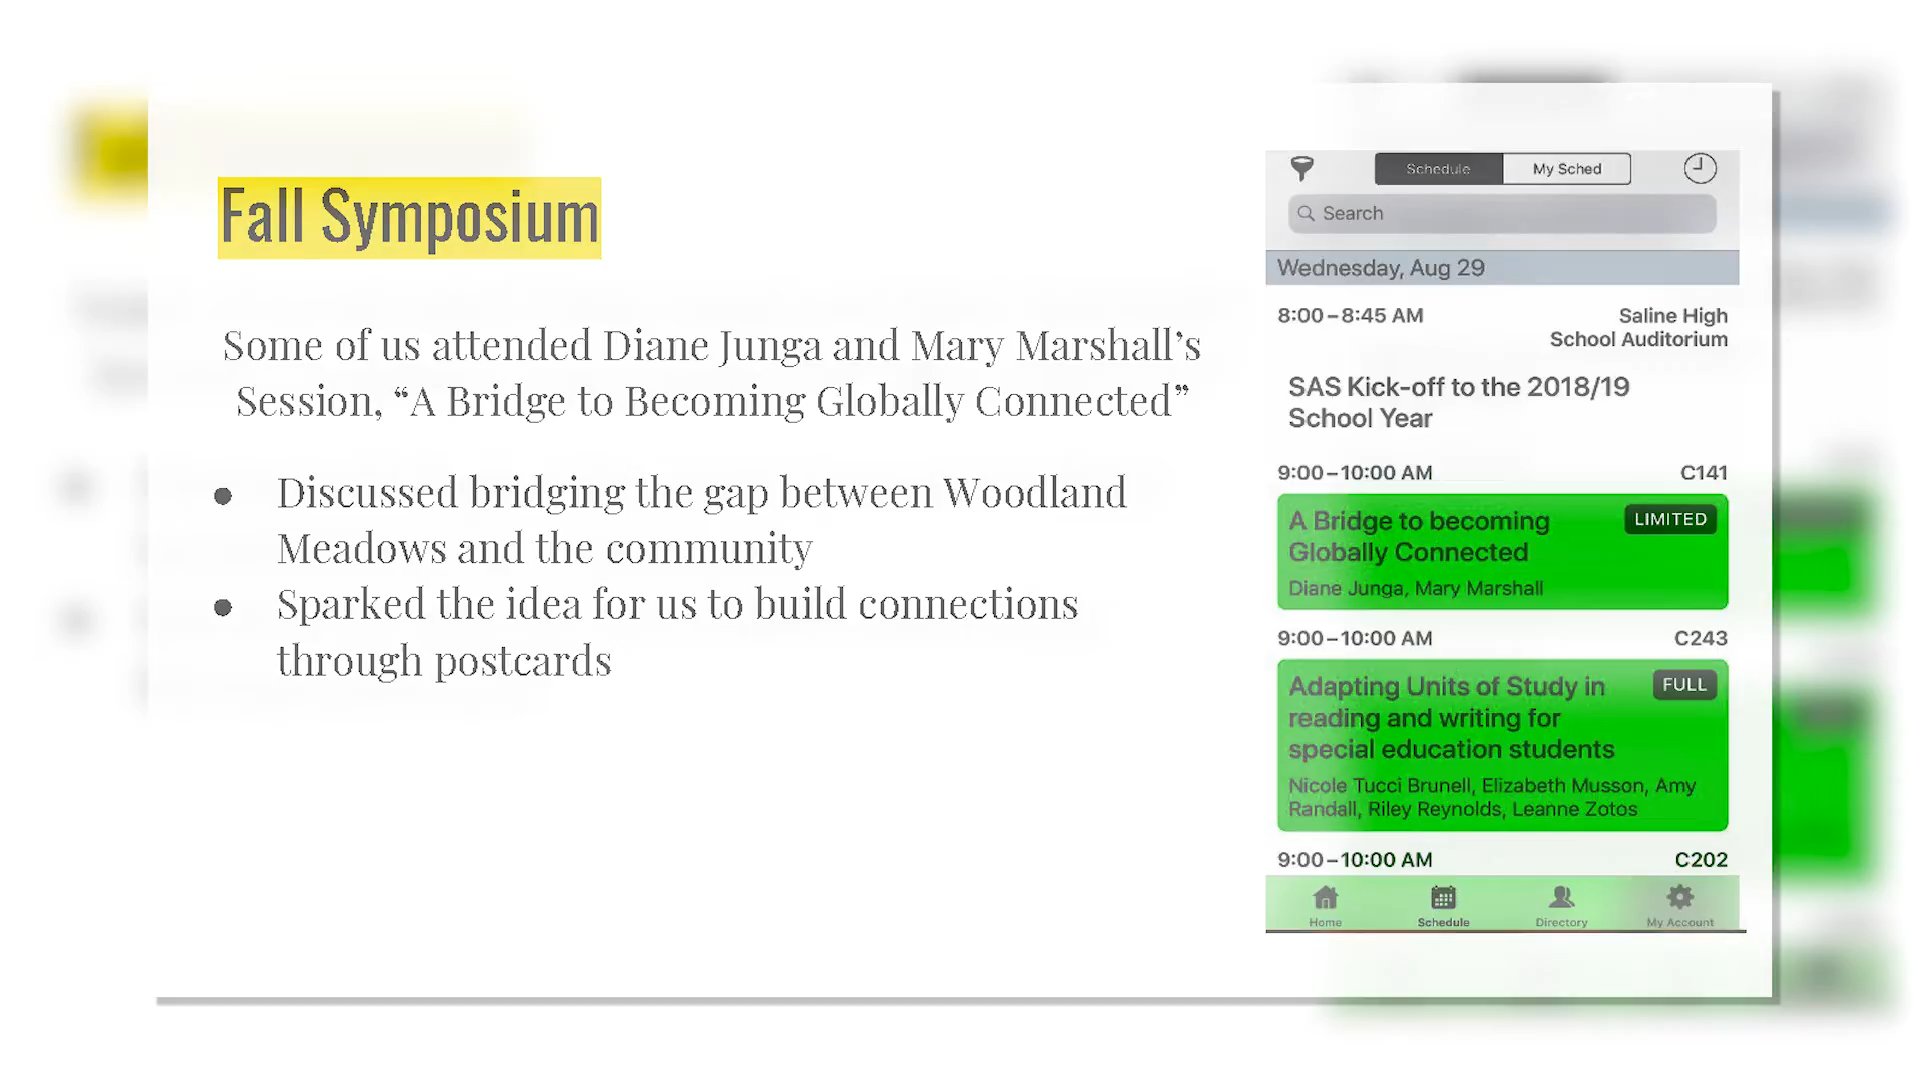 Fall Symposium
Some of us attended Diane Junga and Mary Marshall’s
Session, “A Bridge to Becoming Globally Connected”
● Discussed bridging the gap between Woodland
Meadows and the community
● Sparked the idea for us to build connections
through postcards
Schedule My Sched
Search
Wednesday, Aug 29
8:00–8:45 AM Saline High
School Auditorium
SAS Kick-off to the 2018/19
School Year
9:00–10:00 AM C141
A Bridge to becoming LIMITED
Globally Connected
Diane Junga, Mary Marshall
9:00–10:00 AM C243
Adapting Units of Study in FULL
reading and writing for
special education students
Nicole Tucci Brunell, Elizabeth Musson, Amy
Randall, Riley Reynolds, Leanne Zotos
9:00–10:00 AM C202
Home Schedule Directory My Account